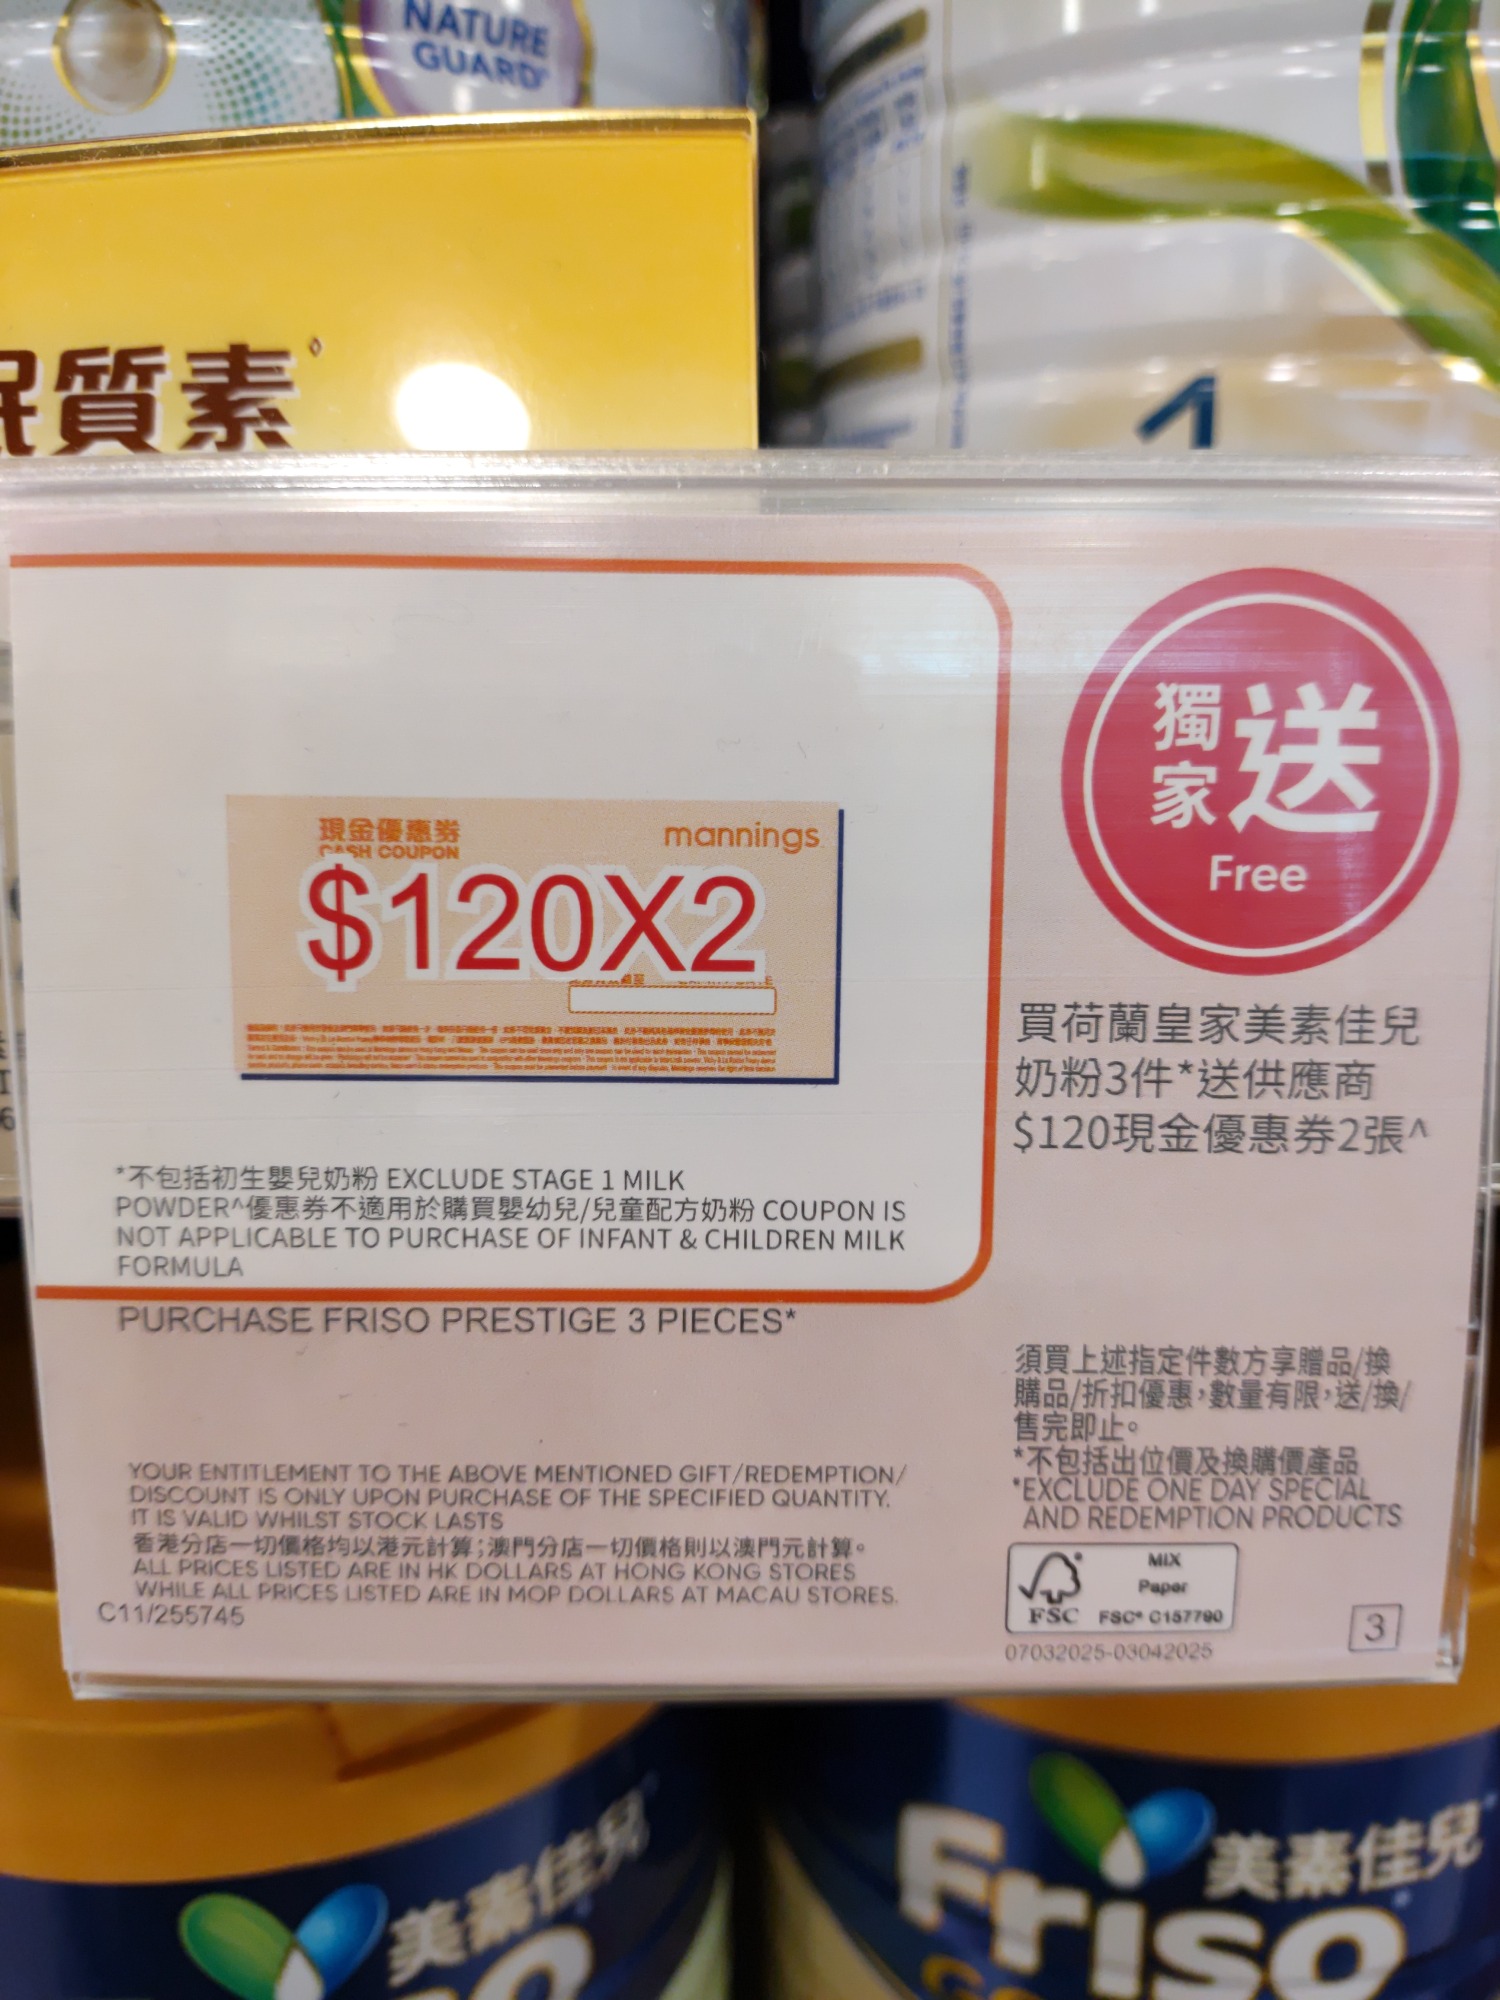 NATURE
GUARD
質素
1
獨家 送
Free
現金優惠券
CASH COUPON
mannings
$120X2
買荷蘭皇家美素佳兒
奶粉3件*送供應商
$120現金優惠券2張^
*不包括初生嬰兒奶粉 EXCLUDE STAGE 1 MILK
POWDER^優惠券不適用於購買嬰幼兒/兒童配方奶粉 COUPON IS
NOT APPLICABLE TO PURCHASE OF INFANT & CHILDREN MILK
FORMULA
PURCHASE FRISO PRESTIGE 3 PIECES*
須買上述指定件數方享贈品/換
購品/折扣優惠，數量有限，送/換/
售完即止。
*不包括出位價及換購價產品
*EXCLUDE ONE DAY SPECIAL
AND REDEMPTION PRODUCTS
YOUR ENTITLEMENT TO THE ABOVE MENTIONED GIFT/REDEMPTION/
DISCOUNT IS ONLY UPON PURCHASE OF THE SPECIFIED QUANTITY.
IT IS VALID WHILST STOCK LASTS
香港分店一切價格均以港元計算；澳門分店一切價格則以澳門元計算。
ALL PRICES LISTED ARE IN HK DOLLARS AT HONG KONG STORES
WHILE ALL PRICES LISTED ARE IN MOP DOLLARS AT MACAU STORES.
C11/255745
FSC
MIX
Paper
FSC® C157790
07032025-03042025
3
美素佳兒
美素佳兒
Friso